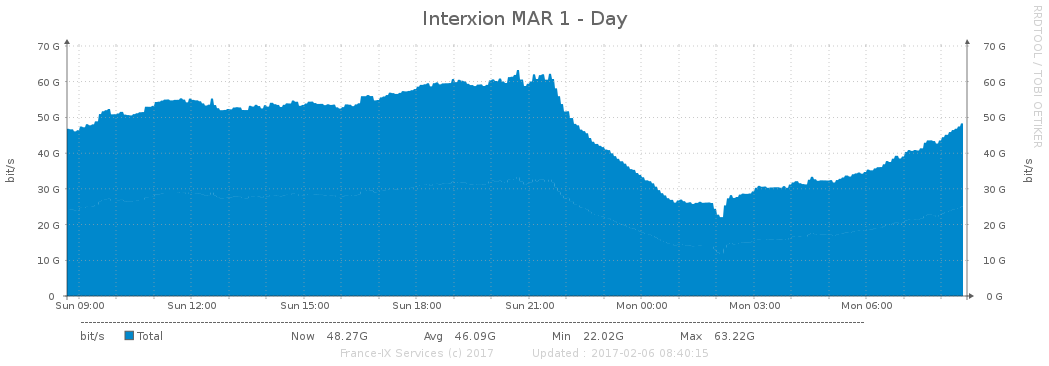 Interxion MAR 1 - Day
RRDTOOL / TOBI OETIKER
bit/s
70 G
60 G
50 G
40 G
30 G
20 G
10 G
0
70 G
60 G
50 G
40 G
30 G
20 G
10 G
0 G
bit/s
Sun 09:00 Sun 12:00 Sun 15:00 Sun 18:00 Sun 21:00 Mon 00:00 Mon 03:00 Mon 06:00
bit/s Total Now 48.27G Avg 46.09G Min 22.02G Max 63.22G
France-IX Services (c) 2017 Updated : 2017-02-06 08:40:15